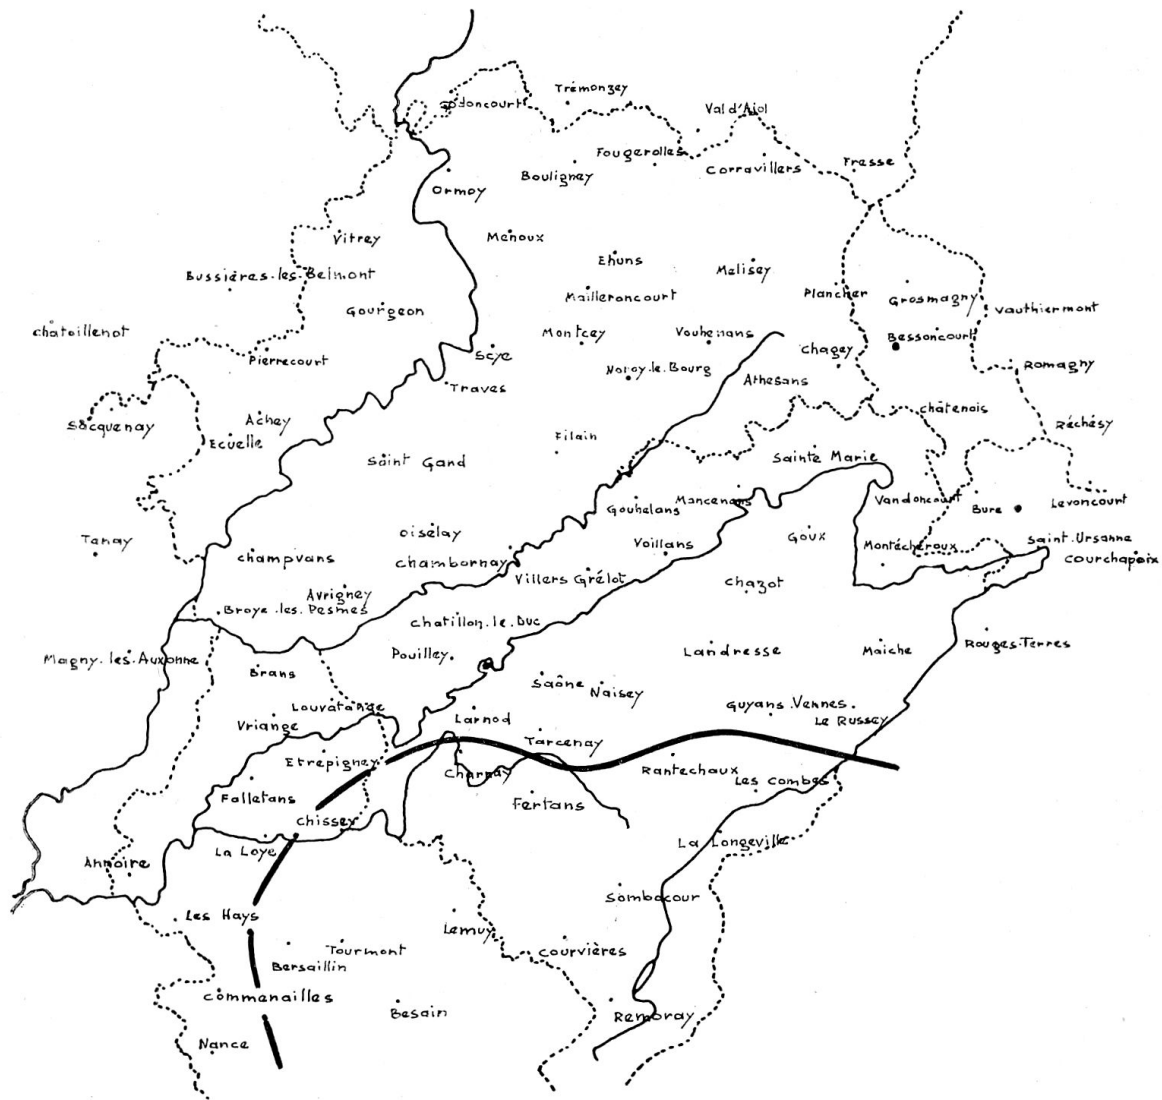 Trémonzey
Godoncourt
Val d'Ajol
Fougerolles
Fresse
Corravillers
Bouligney
Ormoy
Vitrey
Menoux
Ehuns
Melisey
Bussières-les-Belmont
Mailleroncourt
Plancher
Grosmagny
Vauthiermont
Gourgeon
Chatoillenot
Montcey
Vouhenans
Bessoncourt
Chagey
Scye
Pierrecourt
Romagny
Noroy-le-Bourg
Athesans
Traves
Châtenois
Achey
Sacquenay
Réchésy
Ecuelle
Filain
Saint Gand
Sainte Marie
Mancenans
Vandoncourt
Levoncourt
Gouhelans
Bure
Oisélay
Goux
Saint-Ursanne
Tanay
Voillans
Montécheroux
Champvans
Chambornay
Courchapoix
Villers Grélot
Chazot
Avrigney
Broye-les-Pesmes
Chatillon-le-Duc
Rouges-Terres
Landresse
Maiche
Pouilley
Magny-les-Auxonne
Brans
Saône
Naisey
Guyans-Vennes
Louvatange
Larnod
Le Russey
Vriange
Tarcenay
Etrepigney
Charnay
Rantechaux
Les Combes
Falletans
Fertans
Chissey
La Longeville
La Loye
Annoire
Sombacour
Les Hays
Lemuy
Tourmont
Courvières
Bersaillin
Commenailles
Besain
Remoray
Nance